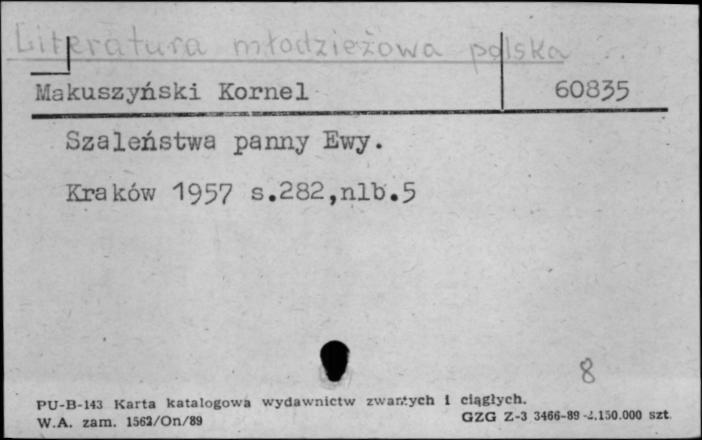 Literatura młodzieżowa polska
Makuszyński Kornel 60835
Szaleństwa panny Ewy.
Kraków 1957 s.282,nlb.5
8
PU-B-143 Karta katalogowa wydawnictw zwartych i ciągłych.
W.A. zam. 1562/On/89 GZG Z-3 3466-89 2.150.000 szt.